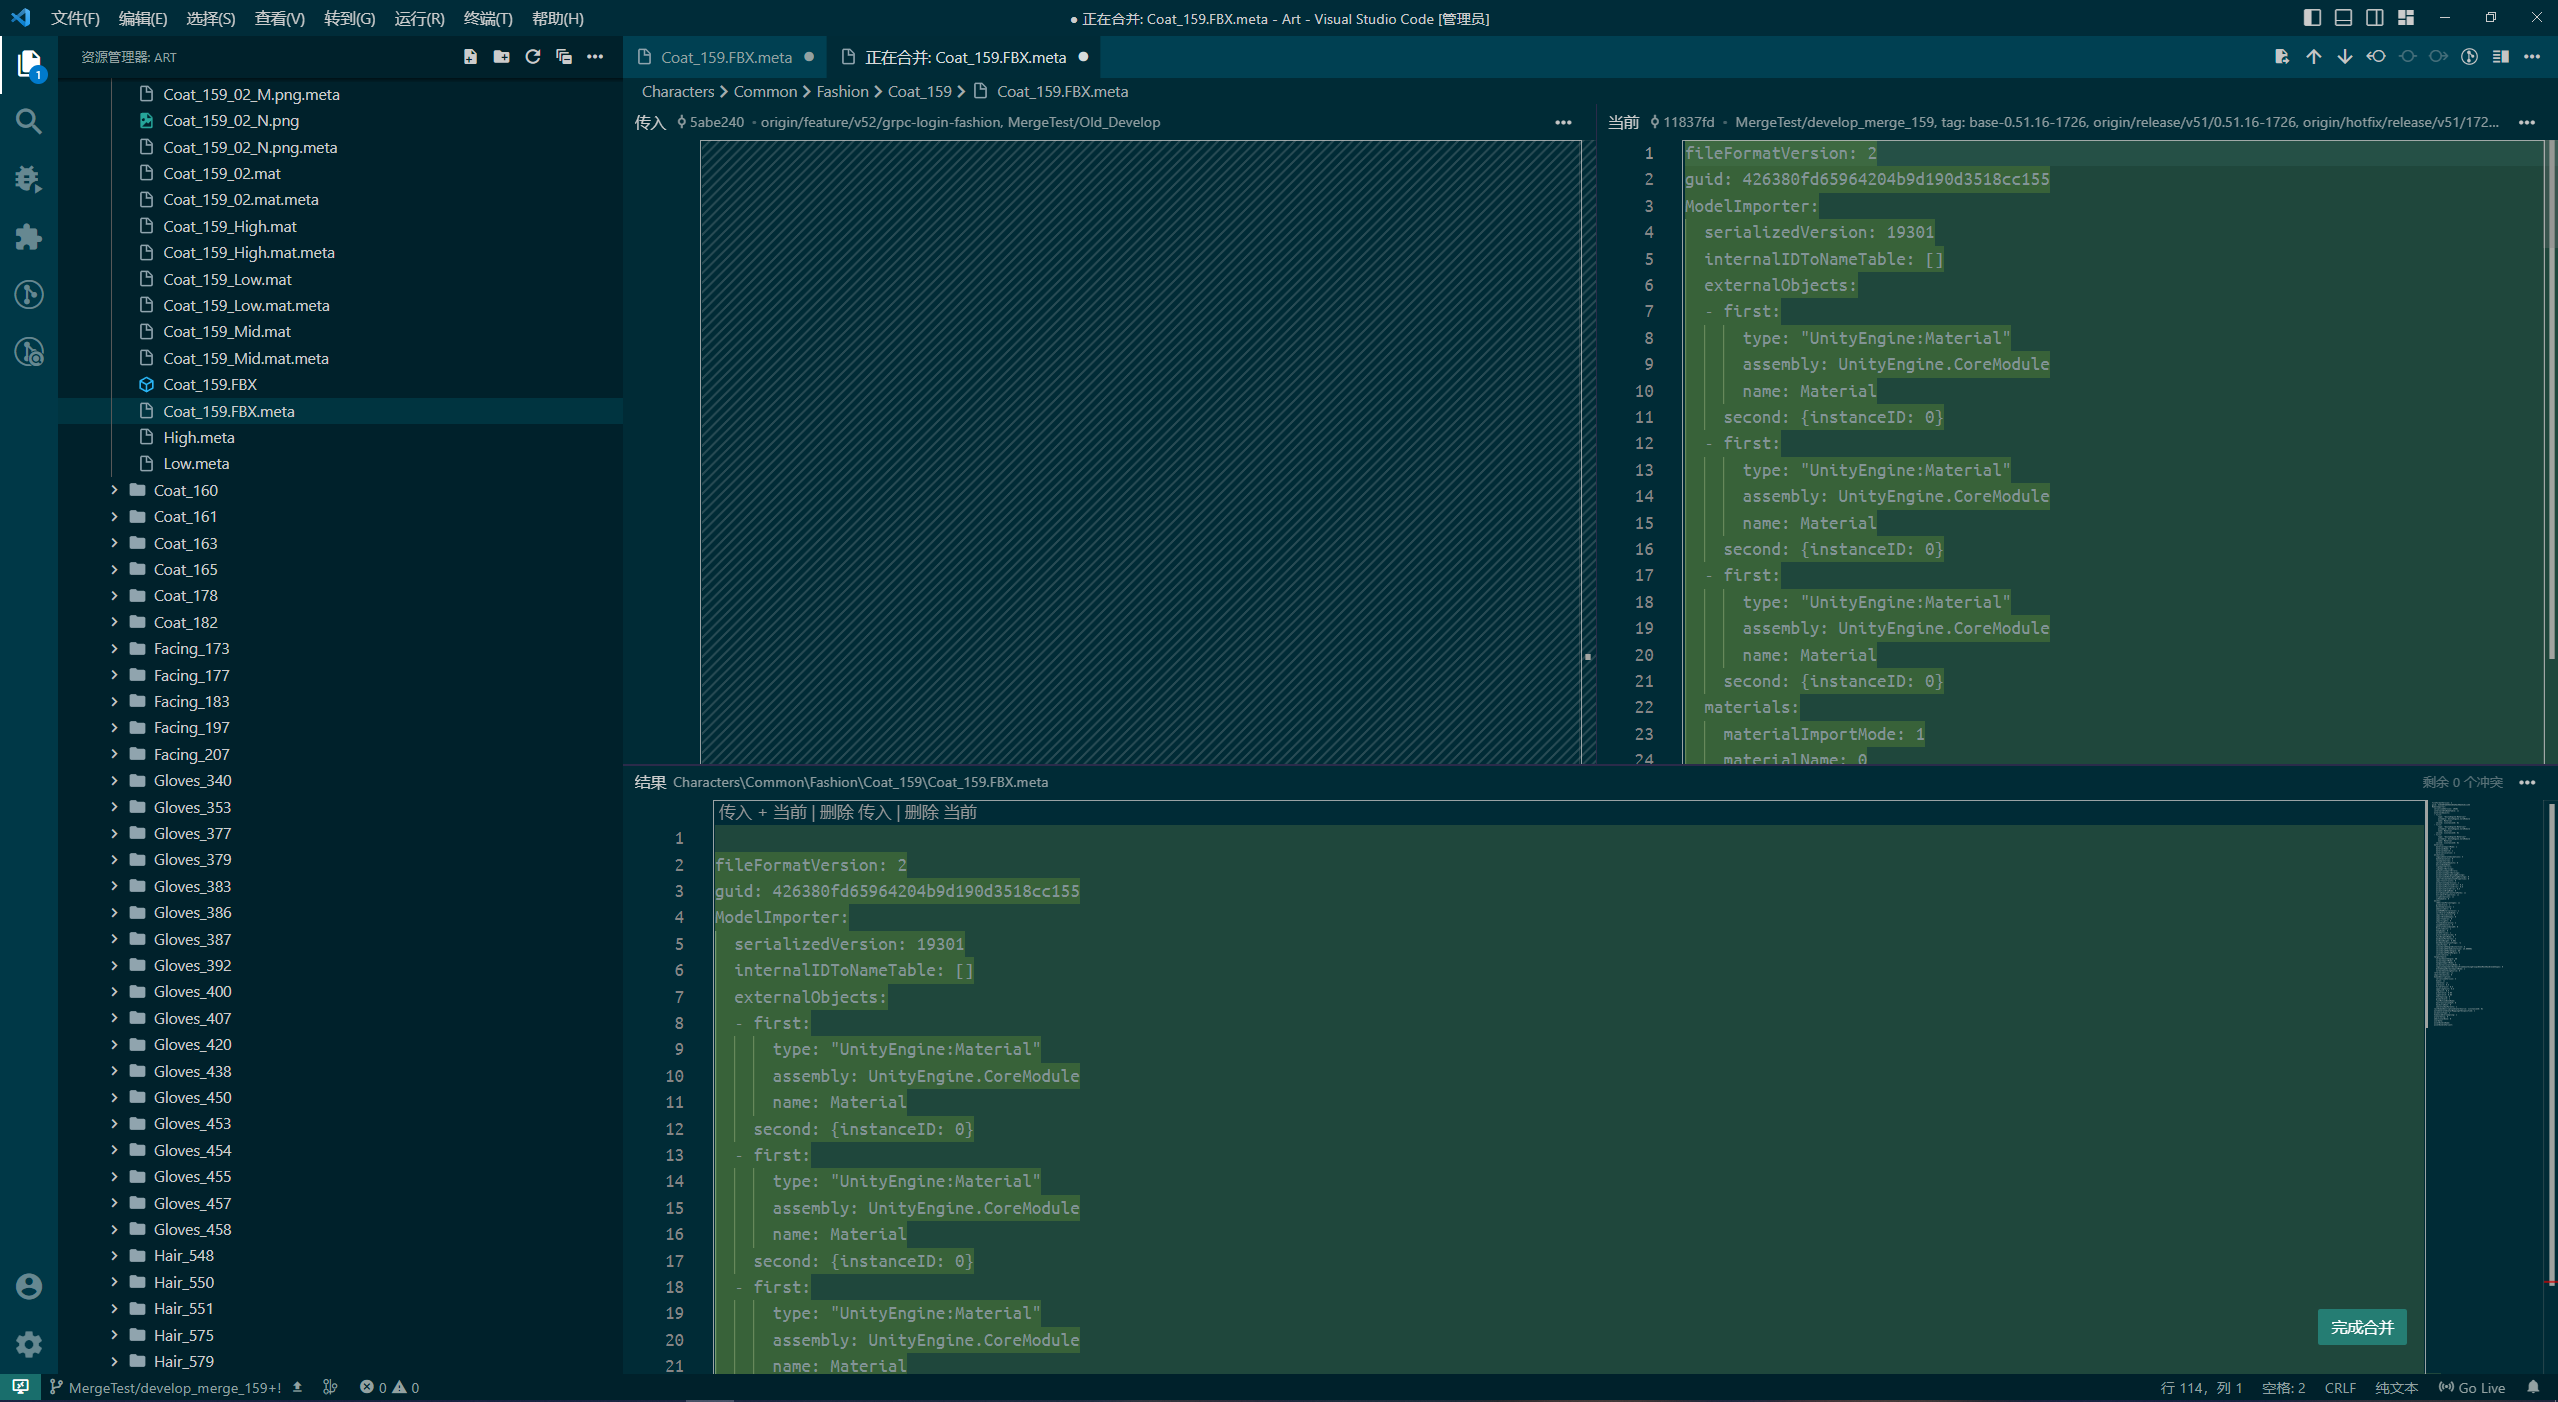 文件(F) 编辑(E) 选择(S) 查看(V) 转到(G) 运行(R) 终端(T) 帮助(H)
● 正在合并: Coat_159.FBX.meta - Art - Visual Studio Code [管理员]
资源管理器: ART
1
Coat_159_02_M.png.meta
Coat_159_02_N.png
Coat_159_02_N.png.meta
Coat_159_02.mat
Coat_159_02.mat.meta
Coat_159_High.mat
Coat_159_High.mat.meta
Coat_159_Low.mat
Coat_159_Low.mat.meta
Coat_159_Mid.mat
Coat_159_Mid.mat.meta
Coat_159.FBX
Coat_159.FBX.meta
High.meta
Low.meta
Coat_160
Coat_161
Coat_163
Coat_165
Coat_178
Coat_182
Facing_173
Facing_177
Facing_183
Facing_197
Facing_207
Gloves_340
Gloves_353
Gloves_377
Gloves_379
Gloves_383
Gloves_386
Gloves_387
Gloves_392
Gloves_400
Gloves_407
Gloves_420
Gloves_438
Gloves_450
Gloves_453
Gloves_454
Gloves_455
Gloves_457
Gloves_458
Hair_548
Hair_550
Hair_551
Hair_575
Hair_579
Coat_159.FBX.meta ●
正在合并: Coat_159.FBX.meta ●
Characters > Common > Fashion > Coat_159 > Coat_159.FBX.meta
传入 5abe240 • origin/feature/v52/grpc-login-fashion, MergeTest/Old_Develop
当前 11837fd • MergeTest/develop_merge_159, tag: base-0.51.16-1726, origin/release/v51/0.51.16-1726, origin/hotfix/release/v51/172...
1 fileFormatVersion: 2
2 guid: 426380fd65964204b9d190d3518cc155
3 ModelImporter:
4 serializedVersion: 19301
5 internalIDToNameTable: []
6 externalObjects:
7 - first:
8 type: "UnityEngine:Material"
9 assembly: UnityEngine.CoreModule
10 name: Material
11 second: {instanceID: 0}
12 - first:
13 type: "UnityEngine:Material"
14 assembly: UnityEngine.CoreModule
15 name: Material
16 second: {instanceID: 0}
17 - first:
18 type: "UnityEngine:Material"
19 assembly: UnityEngine.CoreModule
20 name: Material
21 second: {instanceID: 0}
22 materials:
23 materialImportMode: 1
24 materialName: 0
结果 Characters\Common\Fashion\Coat_159\Coat_159.FBX.meta
剩余 0 个冲突
传入 + 当前 | 删除 传入 | 删除 当前
1
2 fileFormatVersion: 2
3 guid: 426380fd65964204b9d190d3518cc155
4 ModelImporter:
5 serializedVersion: 19301
6 internalIDToNameTable: []
7 externalObjects:
8 - first:
9 type: "UnityEngine:Material"
10 assembly: UnityEngine.CoreModule
11 name: Material
12 second: {instanceID: 0}
13 - first:
14 type: "UnityEngine:Material"
15 assembly: UnityEngine.CoreModule
16 name: Material
17 second: {instanceID: 0}
18 - first:
19 type: "UnityEngine:Material"
20 assembly: UnityEngine.CoreModule
21 name: Material
完成合并
MergeTest/develop_merge_159+! 0 0
行 114，列 1 空格: 2 CRLF 纯文本 Go Live